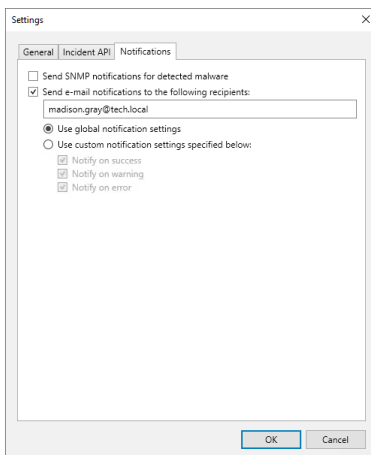 Settings
General
Incident API
Notifications
Send SNMP notifications for detected malware
Send e-mail notifications to the following recipients:
madison.gray@tech.local
Use global notification settings
Use custom notification settings specified below:
Notify on success
Notify on warning
Notify on error
OK
Cancel